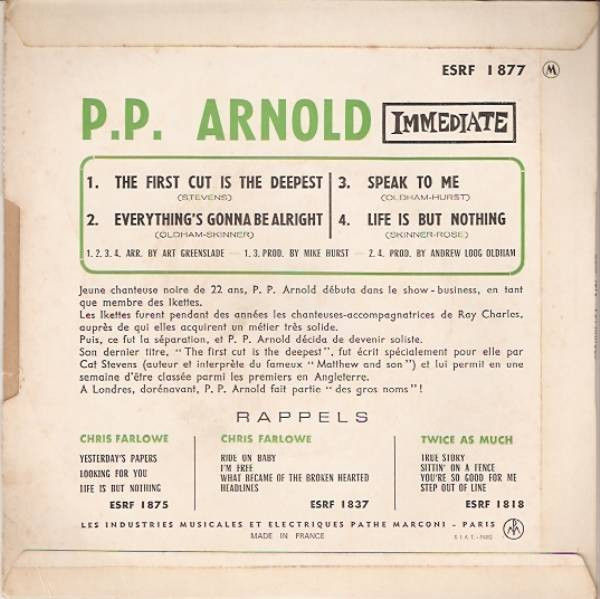 ESRF 1877 M
P.P. ARNOLD IMMEDIATE
1. THE FIRST CUT IS THE DEEPEST
(STEVENS)
2. EVERYTHING'S GONNA BE ALRIGHT
(OLDHAM-SKINNER)
3. SPEAK TO ME
(OLDHAM-HURST)
4. LIFE IS BUT NOTHING
(SKINNER-ROSE)
1. 2. 3. 4. ARR. BY ART GREENSLADE — 1. 3. PROD. BY MIKE HURST — 2. 4. PROD. BY ANDREW LOOG OLDHAM
Jeune chanteuse noire de 22 ans, P. P. Arnold débuta dans le show-business, en tant
que membre des Ikettes.
Les Ikettes furent pendant des années les chanteuses-accompagnatrices de Ray Charles,
auprès de qui elles acquirent un métier très solide.
Puis, ce fut la séparation, et P. P. Arnold décida de devenir soliste.
Son dernier titre, "The first cut is the deepest", fut écrit spécialement pour elle par
Cat Stevens (auteur et interprète du fameux "Matthew and son") et lui permit en une
semaine d'être classée parmi les premiers en Angleterre.
A Londres, dorénavant, P. P. Arnold fait partie "des gros noms"!
RAPPELS
CHRIS FARLOWE
YESTERDAY'S PAPERS
LOOKING FOR YOU
LIFE IS BUT NOTHING
ESRF 1875
CHRIS FARLOWE
RIDE ON BABY
I'M FREE
WHAT BECAME OF THE BROKEN HEARTED
HEADLINES
ESRF 1837
TWICE AS MUCH
TRUE STORY
SITTIN' ON A FENCE
YOU'RE SO GOOD FOR ME
STEP OUT OF LINE
ESRF 1818
LES INDUSTRIES MUSICALES ET ELECTRIQUES PATHE MARCONI - PARIS
MADE IN FRANCE